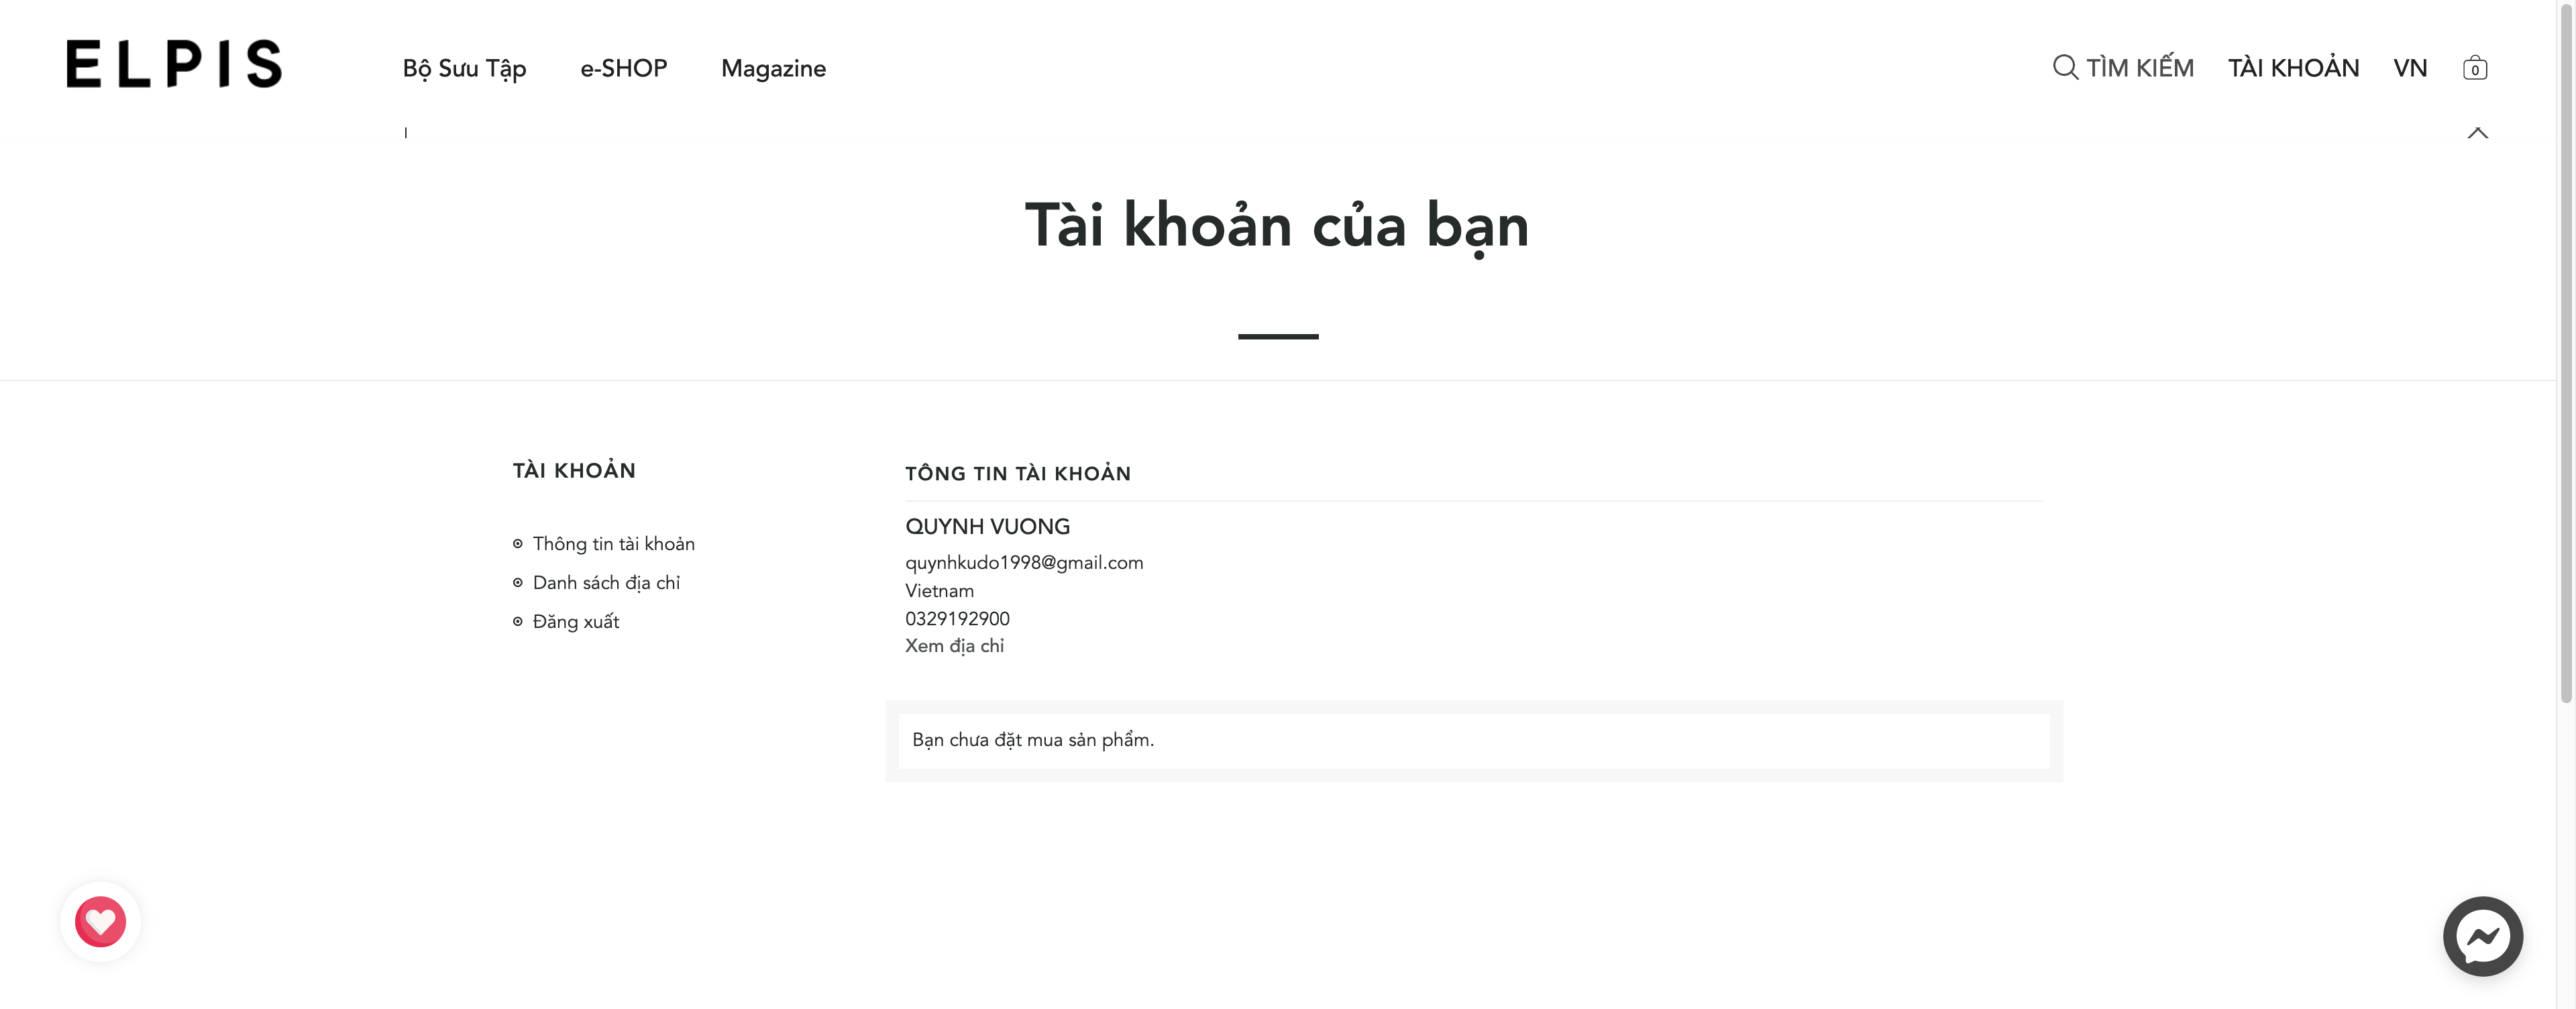 ELPIS
Bộ Sưu Tập
e-SHOP
Magazine
TÌM KIẾM
TÀI KHOẢN
VN
0
Tài khoản của bạn
TÀI KHOẢN
Thông tin tài khoản
Danh sách địa chỉ
Đăng xuất
TÔNG TIN TÀI KHOẢN
QUYNH VUONG
quynhkudo1998@gmail.com
Vietnam
0329192900
Xem địa chỉ
Bạn chưa đặt mua sản phẩm.